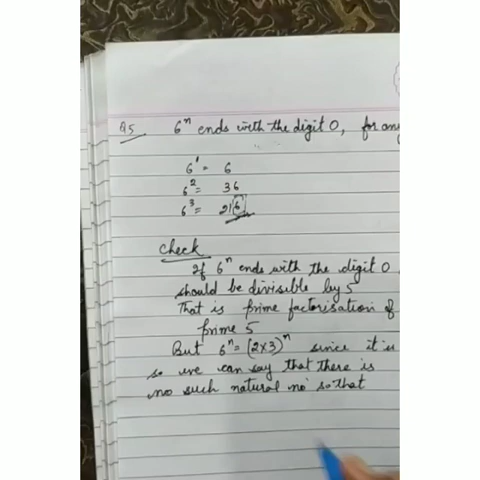 Q5 6ⁿ ends with the digit 0, for any
6¹ = 6
6² = 36
6³ = 216
Check
If 6ⁿ ends with the digit 0
should be divisible by 5
That is prime factorisation of
prime 5
But 6ⁿ = (2×3)ⁿ since it is
so we can say that there is
no such natural no so that